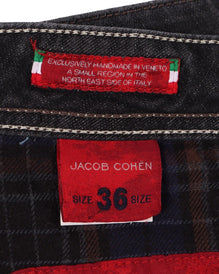 EXCLUSIVELY HANDMADE IN VENETO
A SMALL REGION IN THE
NORTH EAST SIDE OF ITALY
JACOB COHËN
SIZE 36 SIZE